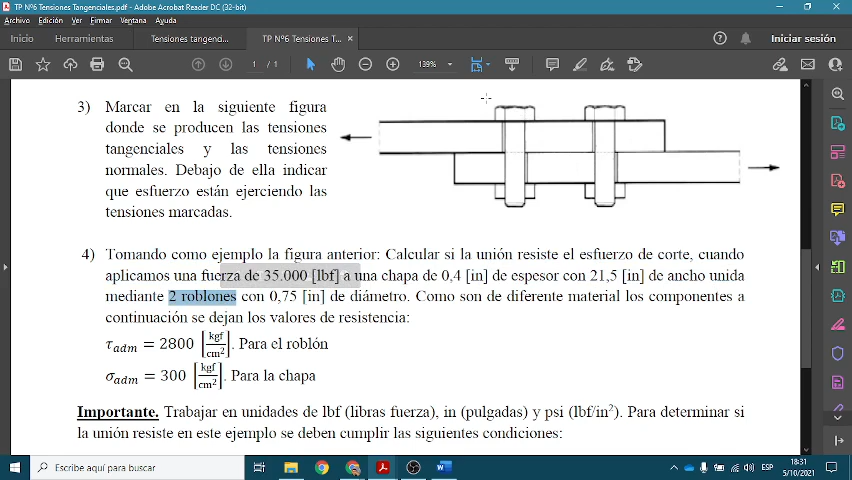 TP Nº6 Tensiones Tangenciales.pdf - Adobe Acrobat Reader DC (32-bit)
Archivo Edición Ver Firmar Ventana Ayuda
Inicio Herramientas Tensiones tangend... TP Nº6 Tensiones T... × Iniciar sesión
1 / 1 139%
3) Marcar en la siguiente figura
donde se producen las tensiones
tangenciales y las tensiones
normales. Debajo de ella indicar
que esfuerzo están ejerciendo las
tensiones marcadas.
4) Tomando como ejemplo la figura anterior: Calcular si la unión resiste el esfuerzo de corte, cuando
aplicamos una fuerza de 35.000 [lbf] a una chapa de 0,4 [in] de espesor con 21,5 [in] de ancho unida
mediante 2 roblones con 0,75 [in] de diámetro. Como son de diferente material los componentes a
continuación se dejan los valores de resistencia:
τadm = 2800 [kgf/cm²]. Para el roblón
σadm = 300 [kgf/cm²]. Para la chapa
Importante. Trabajar en unidades de lbf (libras fuerza), in (pulgadas) y psi (lbf/in²). Para determinar si
la unión resiste en este ejemplo se deben cumplir las siguientes condiciones:
Escribe aquí para buscar
ESP
18:31
5/10/2021